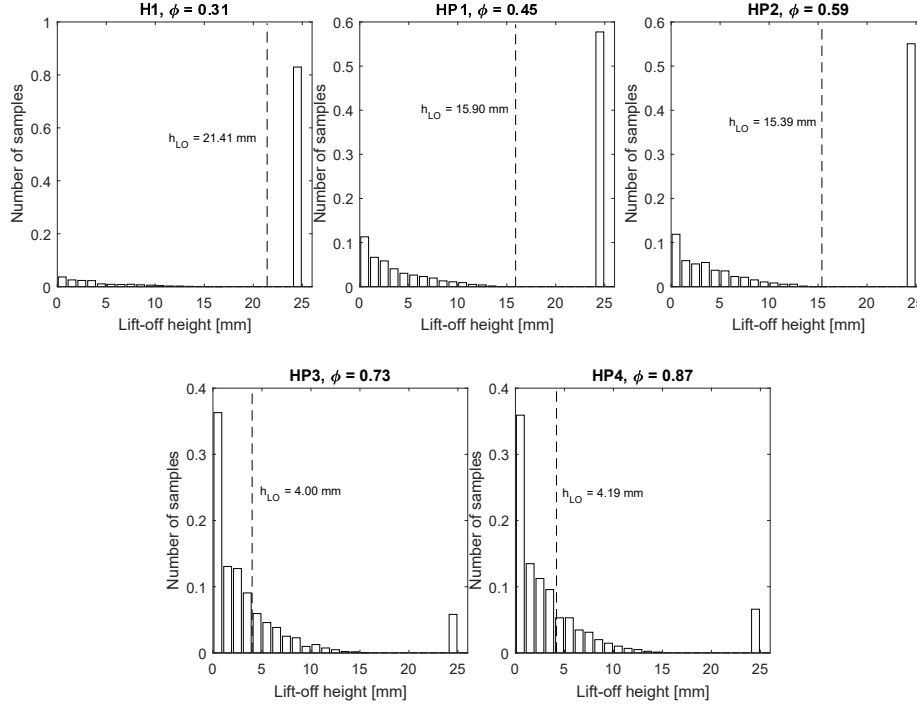 H1, ϕ = 0.31
Number of samples
1
0.8
0.6
0.4
0.2
0
h_LO = 21.41 mm
0 5 10 15 20 25
Lift-off height [mm]
HP1, ϕ = 0.45
Number of samples
0.6
0.5
0.4
0.3
0.2
0.1
0
h_LO = 15.90 mm
0 5 10 15 20 25
Lift-off height [mm]
HP2, ϕ = 0.59
Number of samples
0.6
0.5
0.4
0.3
0.2
0.1
0
h_LO = 15.39 mm
0 5 10 15 20 25
Lift-off height [mm]
HP3, ϕ = 0.73
Number of samples
0.4
0.3
0.2
0.1
0
h_LO = 4.00 mm
0 5 10 15 20 25
Lift-off height [mm]
HP4, ϕ = 0.87
Number of samples
0.4
0.3
0.2
0.1
0
h_LO = 4.19 mm
0 5 10 15 20 25
Lift-off height [mm]